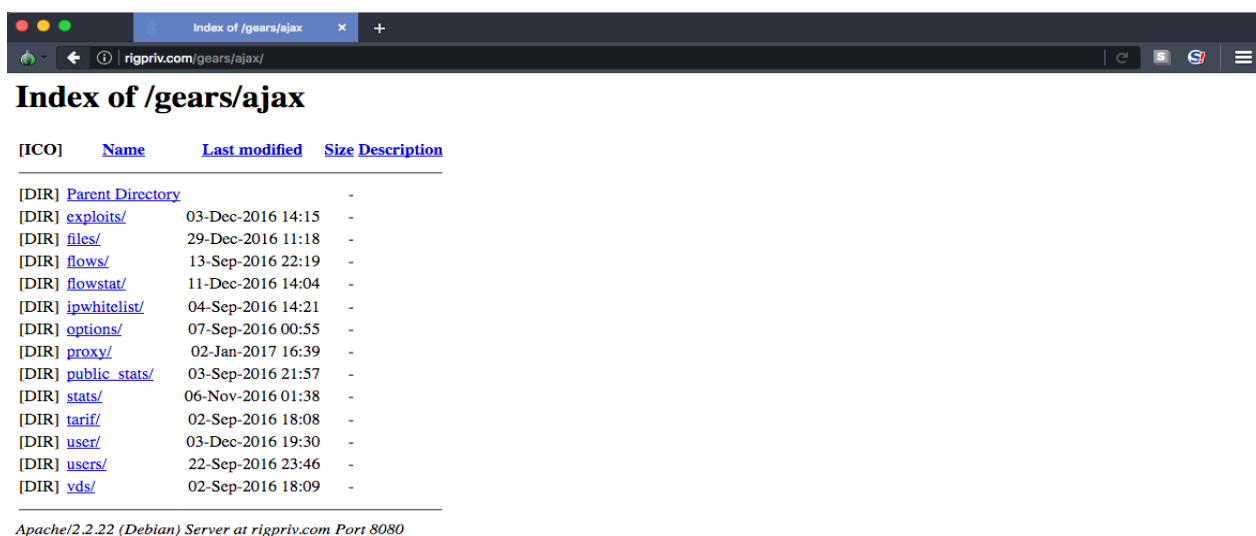 Index of /gears/ajax × +
rigpriv.com/gears/ajax/ S S!
Index of /gears/ajax
[ICO] Name Last modified Size Description
[DIR] Parent Directory -
[DIR] exploits/ 03-Dec-2016 14:15 -
[DIR] files/ 29-Dec-2016 11:18 -
[DIR] flows/ 13-Sep-2016 22:19 -
[DIR] flowstat/ 11-Dec-2016 14:04 -
[DIR] ipwhitelist/ 04-Sep-2016 14:21 -
[DIR] options/ 07-Sep-2016 00:55 -
[DIR] proxy/ 02-Jan-2017 16:39 -
[DIR] public_stats/ 03-Sep-2016 21:57 -
[DIR] stats/ 06-Nov-2016 01:38 -
[DIR] tarif/ 02-Sep-2016 18:08 -
[DIR] user/ 03-Dec-2016 19:30 -
[DIR] users/ 22-Sep-2016 23:46 -
[DIR] vds/ 02-Sep-2016 18:09 -
Apache/2.2.22 (Debian) Server at rigpriv.com Port 8080